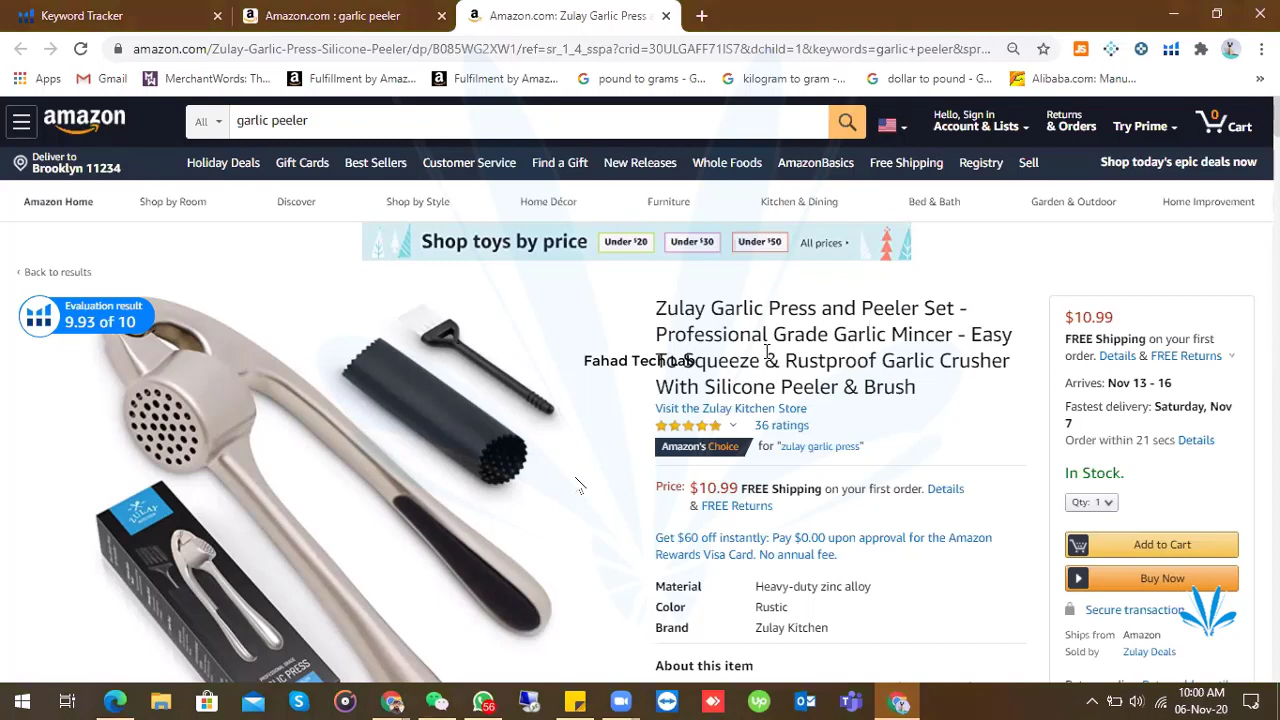 Keyword Tracker
Amazon.com : garlic peeler
Amazon.com: Zulay Garlic Press a
amazon.com/Zulay-Garlic-Press-Silicone-Peeler/dp/B085WG2XW1/ref=sr_1_4_sspa?crid=30ULGAFF71IS7&dchild=1&keywords=garlic+peeler&spr...
Apps
Gmail
MerchantWords: Th...
Fulfillment by Amaz...
Fulfilment by Amaz...
pound to grams - G...
kilogram to gram -...
dollar to pound - G...
Alibaba.com: Manu...
amazon
All
garlic peeler
Hello, Sign in
Account & Lists
Returns
& Orders
Try Prime
0
Cart
Deliver to
Brooklyn 11234
Holiday Deals Gift Cards Best Sellers Customer Service Find a Gift New Releases Whole Foods AmazonBasics Free Shipping Registry Sell
Shop today's epic deals now
Amazon Home Shop by Room Discover Shop by Style Home Décor Furniture Kitchen & Dining Bed & Bath Garden & Outdoor Home Improvement
Shop toys by price Under $20 Under $30 Under $50 All prices
‹ Back to results
Evaluation result
9.93 of 10
ZULAY
Zulay Garlic Press and Peeler Set -
Professional Grade Garlic Mincer - Easy
To Squeeze & Rustproof Garlic Crusher
With Silicone Peeler & Brush
Fahad Tech Lab
Visit the Zulay Kitchen Store
36 ratings
Amazon's Choice for "zulay garlic press"
Price: $10.99 FREE Shipping on your first order. Details
& FREE Returns
Get $60 off instantly: Pay $0.00 upon approval for the Amazon
Rewards Visa Card. No annual fee.
Material Heavy-duty zinc alloy
Color Rustic
Brand Zulay Kitchen
About this item
$10.99
FREE Shipping on your first
order. Details & FREE Returns
Arrives: Nov 13 - 16
Fastest delivery: Saturday, Nov
7
Order within 21 secs Details
In Stock.
Qty: 1
Add to Cart
Buy Now
Secure transaction
Ships from Amazon
Sold by Zulay Deals
56
10:00 AM
06-Nov-20